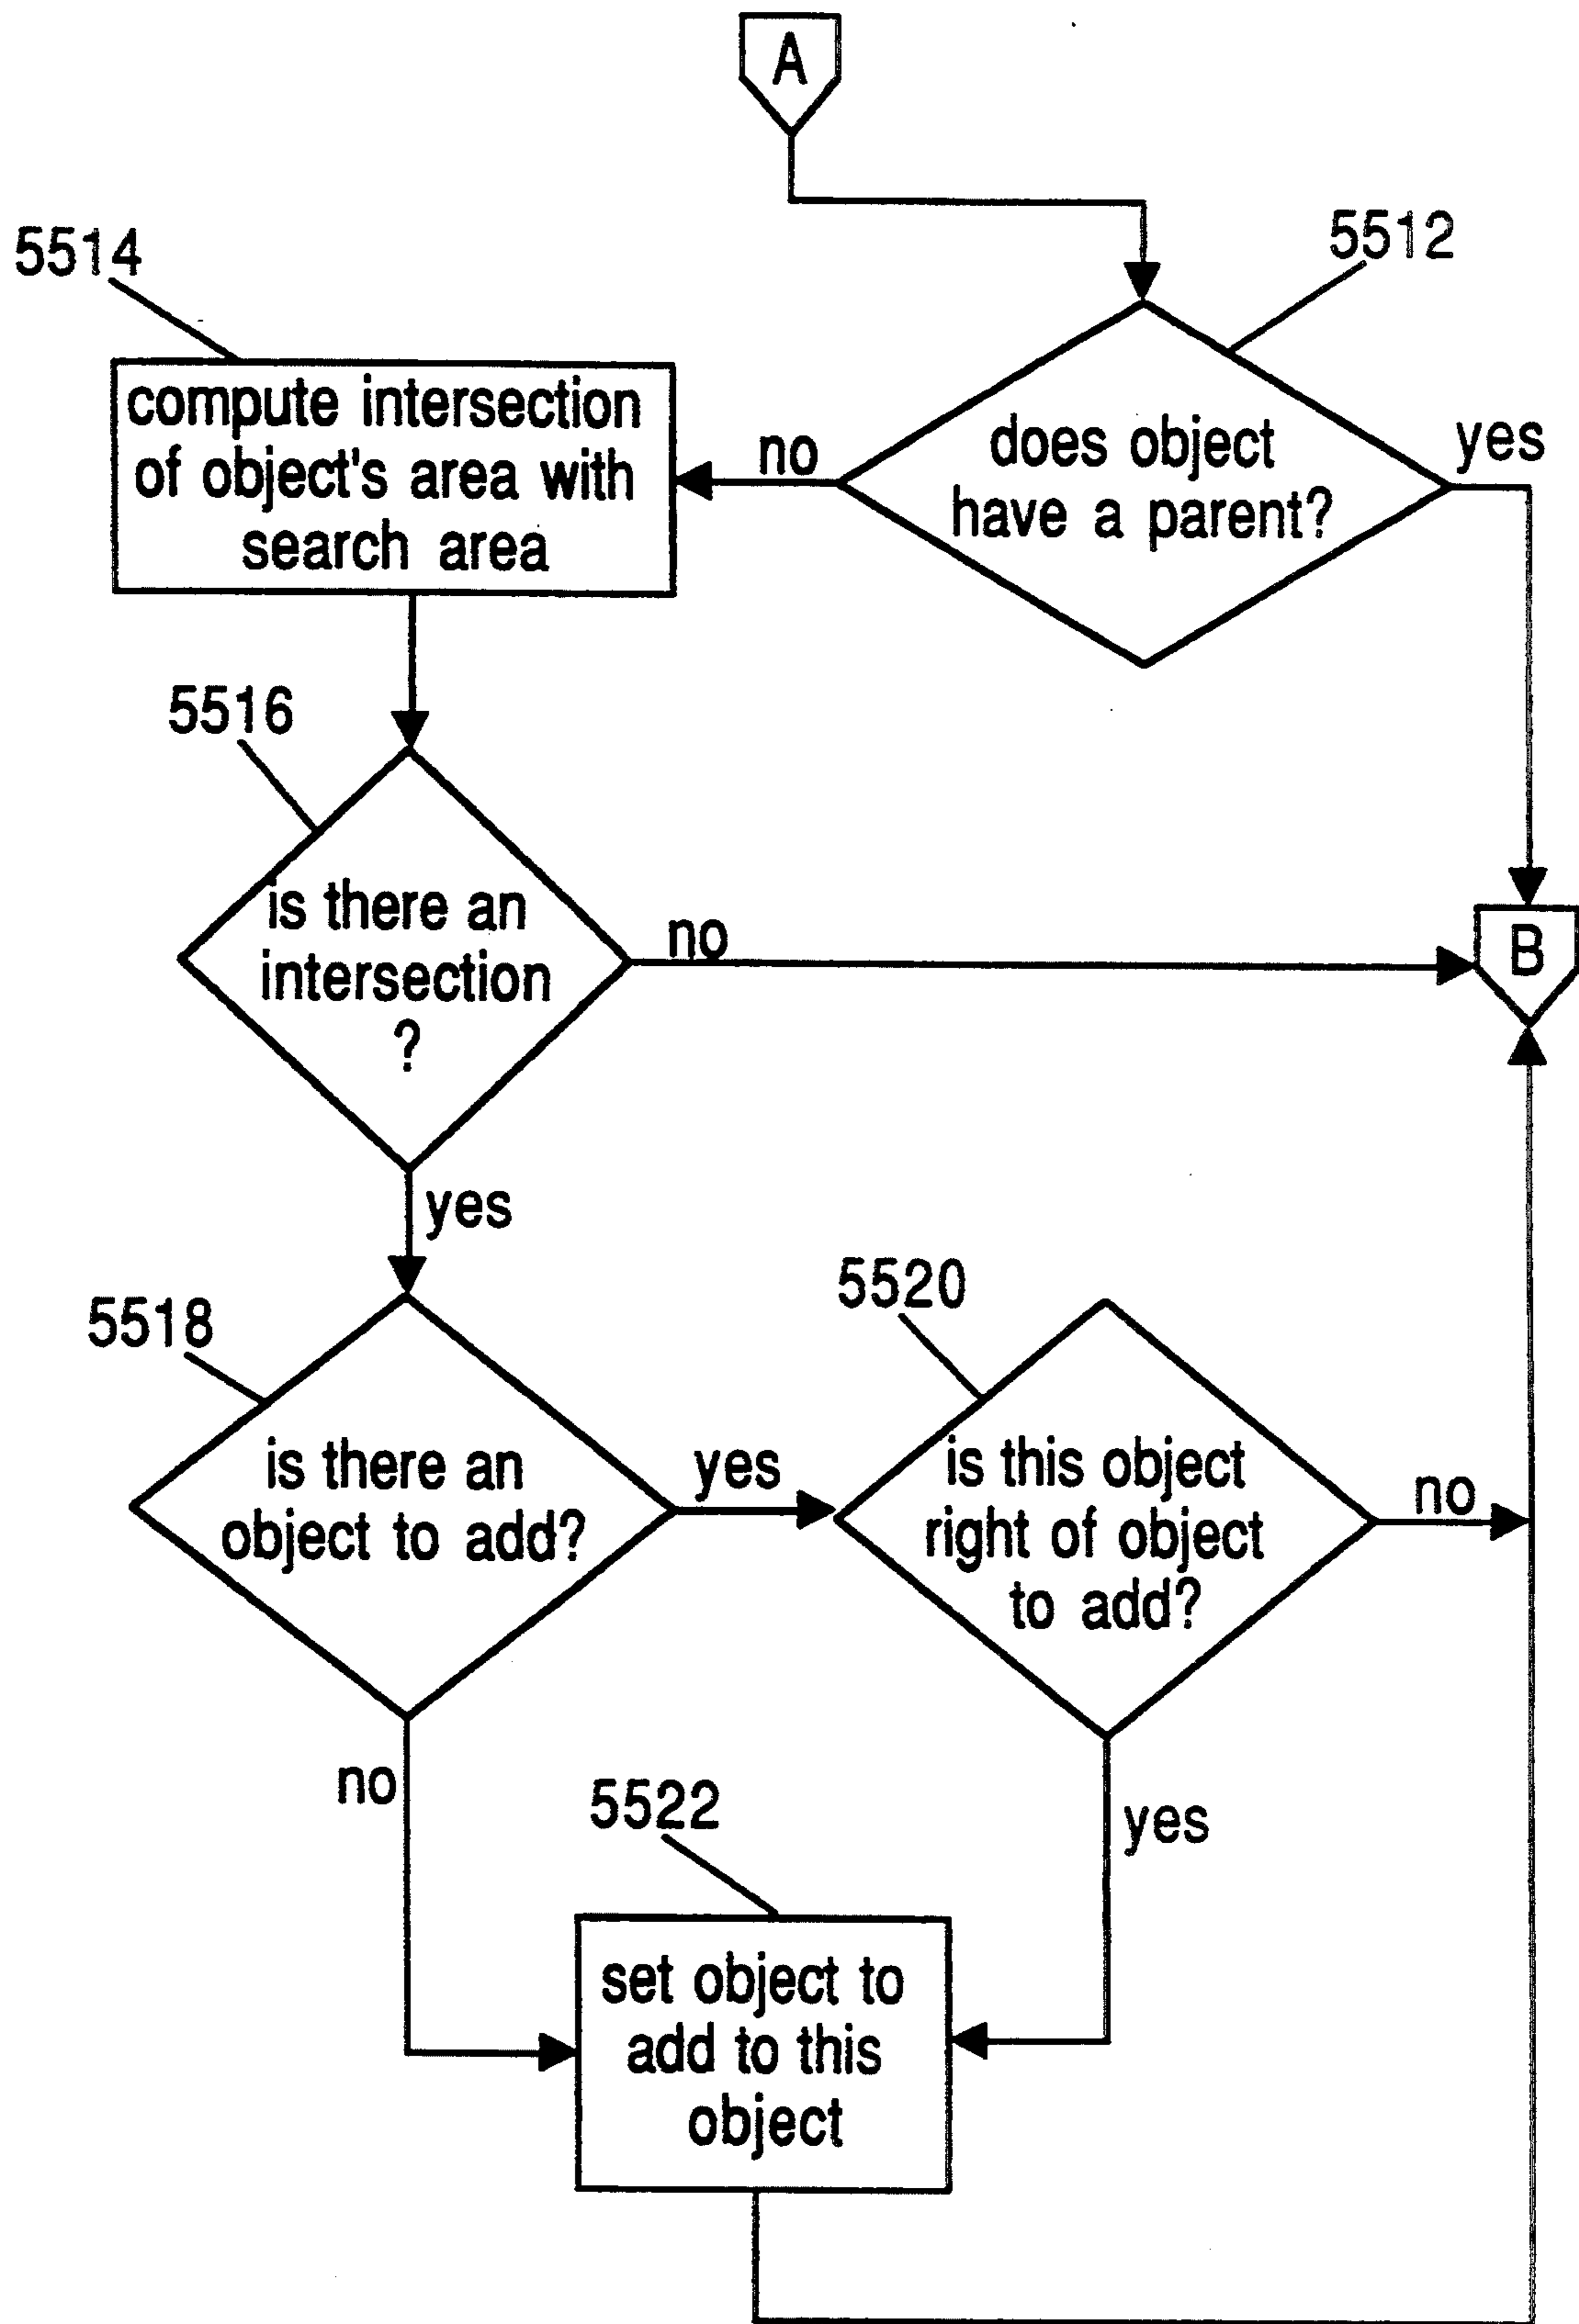 A
5512
5514
does object
have a parent?
yes
no
compute intersection
of object's area with
search area
5516
is there an
intersection
?
no
B
yes
5518
is there an
object to add?
yes
5520
is this object
right of object
to add?
no
no
yes
5522
set object to
add to this
object